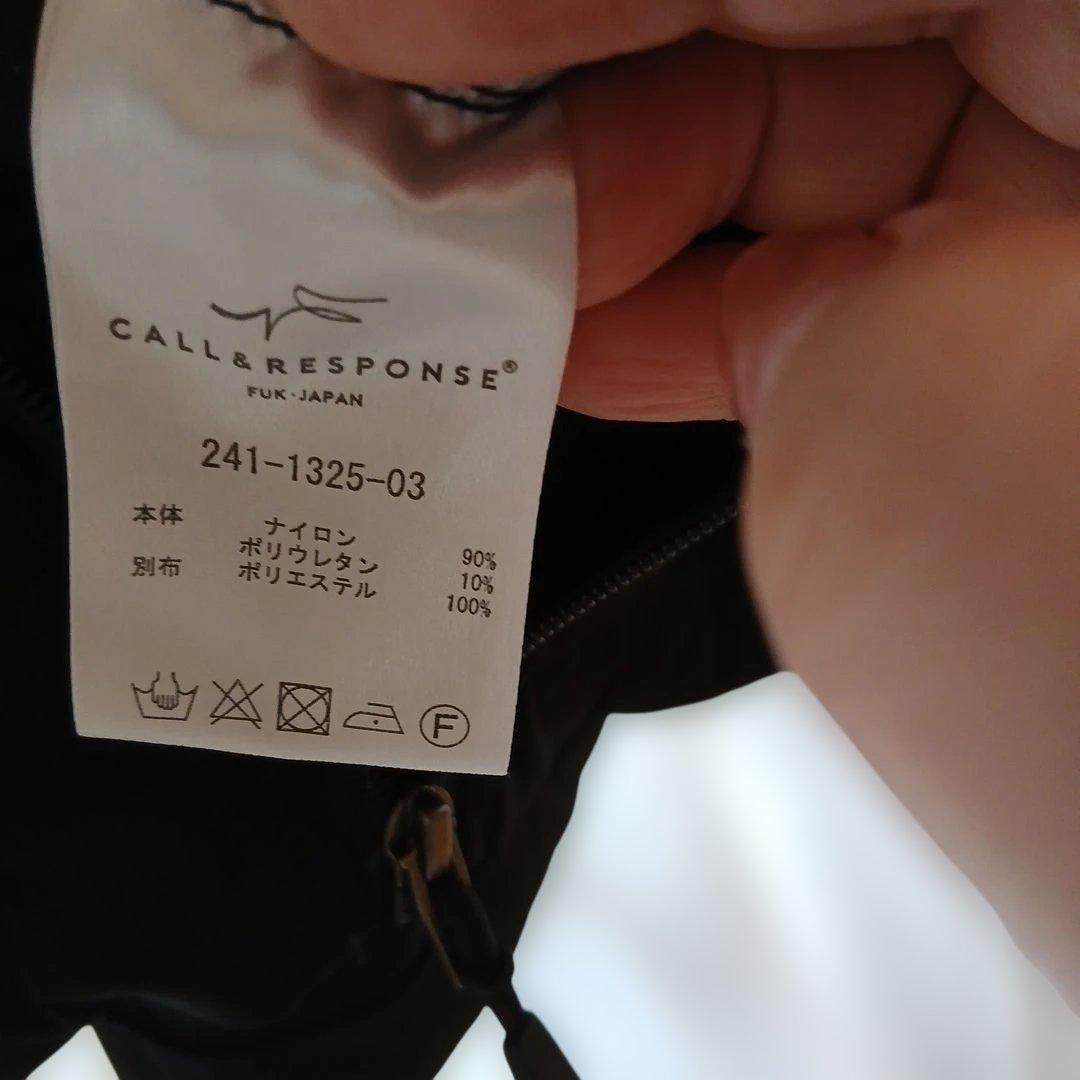 CALL&RESPONSE®
FUK·JAPAN
241-1325-03
本体 ナイロン 90%
ポリウレタン 10%
別布 ポリエステル 100%
F